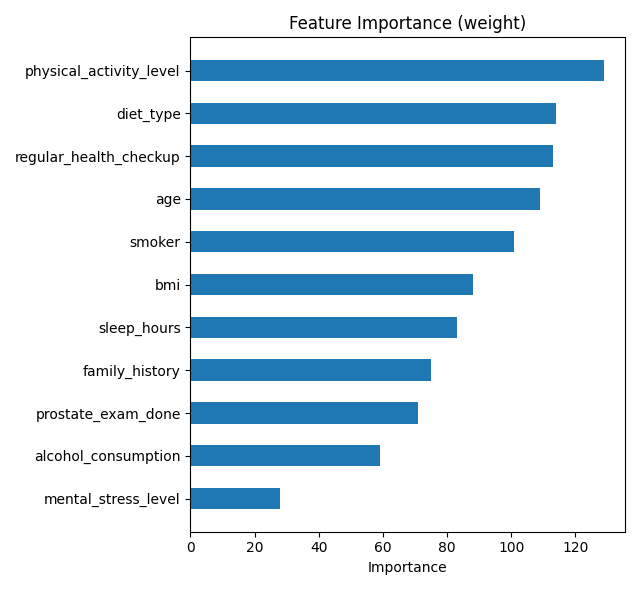 Feature Importance (weight)
physical_activity_level
diet_type
regular_health_checkup
age
smoker
bmi
sleep_hours
family_history
prostate_exam_done
alcohol_consumption
mental_stress_level
0 20 40 60 80 100 120
Importance